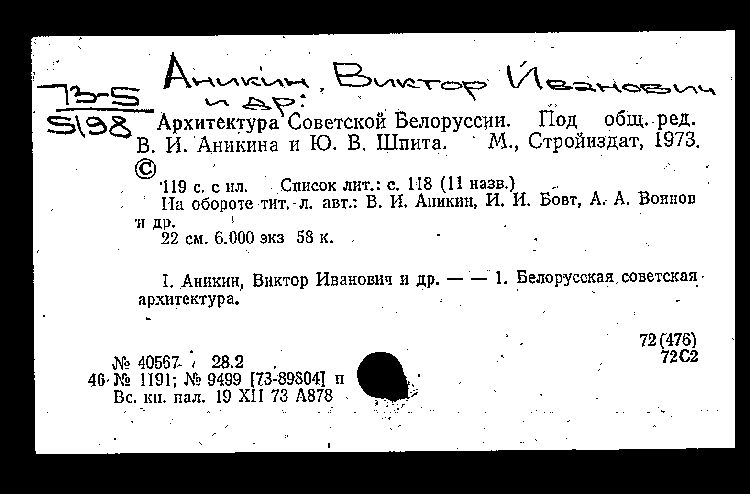 Аникин, Виктор Иванович
и др.:
73-5
5198
Архитектура Советской Белоруссии. Под общ. ред.
В. И. Аникина и Ю. В. Шпита. М., Стройиздат, 1973.
©
119 с. с ил. Список лит.: с. 118 (11 назв.)
На обороте тит. л. авт.: В. И. Аникин, И. И. Бовт, А. А. Воинов
и др.
22 см. 6.000 экз 58 к.
I. Аникин, Виктор Иванович и др. — — 1. Белорусская советская
архитектура.
72(476)
72С2
№ 40567 28.2
46 № 1191; № 9499 [73-89804] п
Вс. кн. пал. 19 XII 73 А878